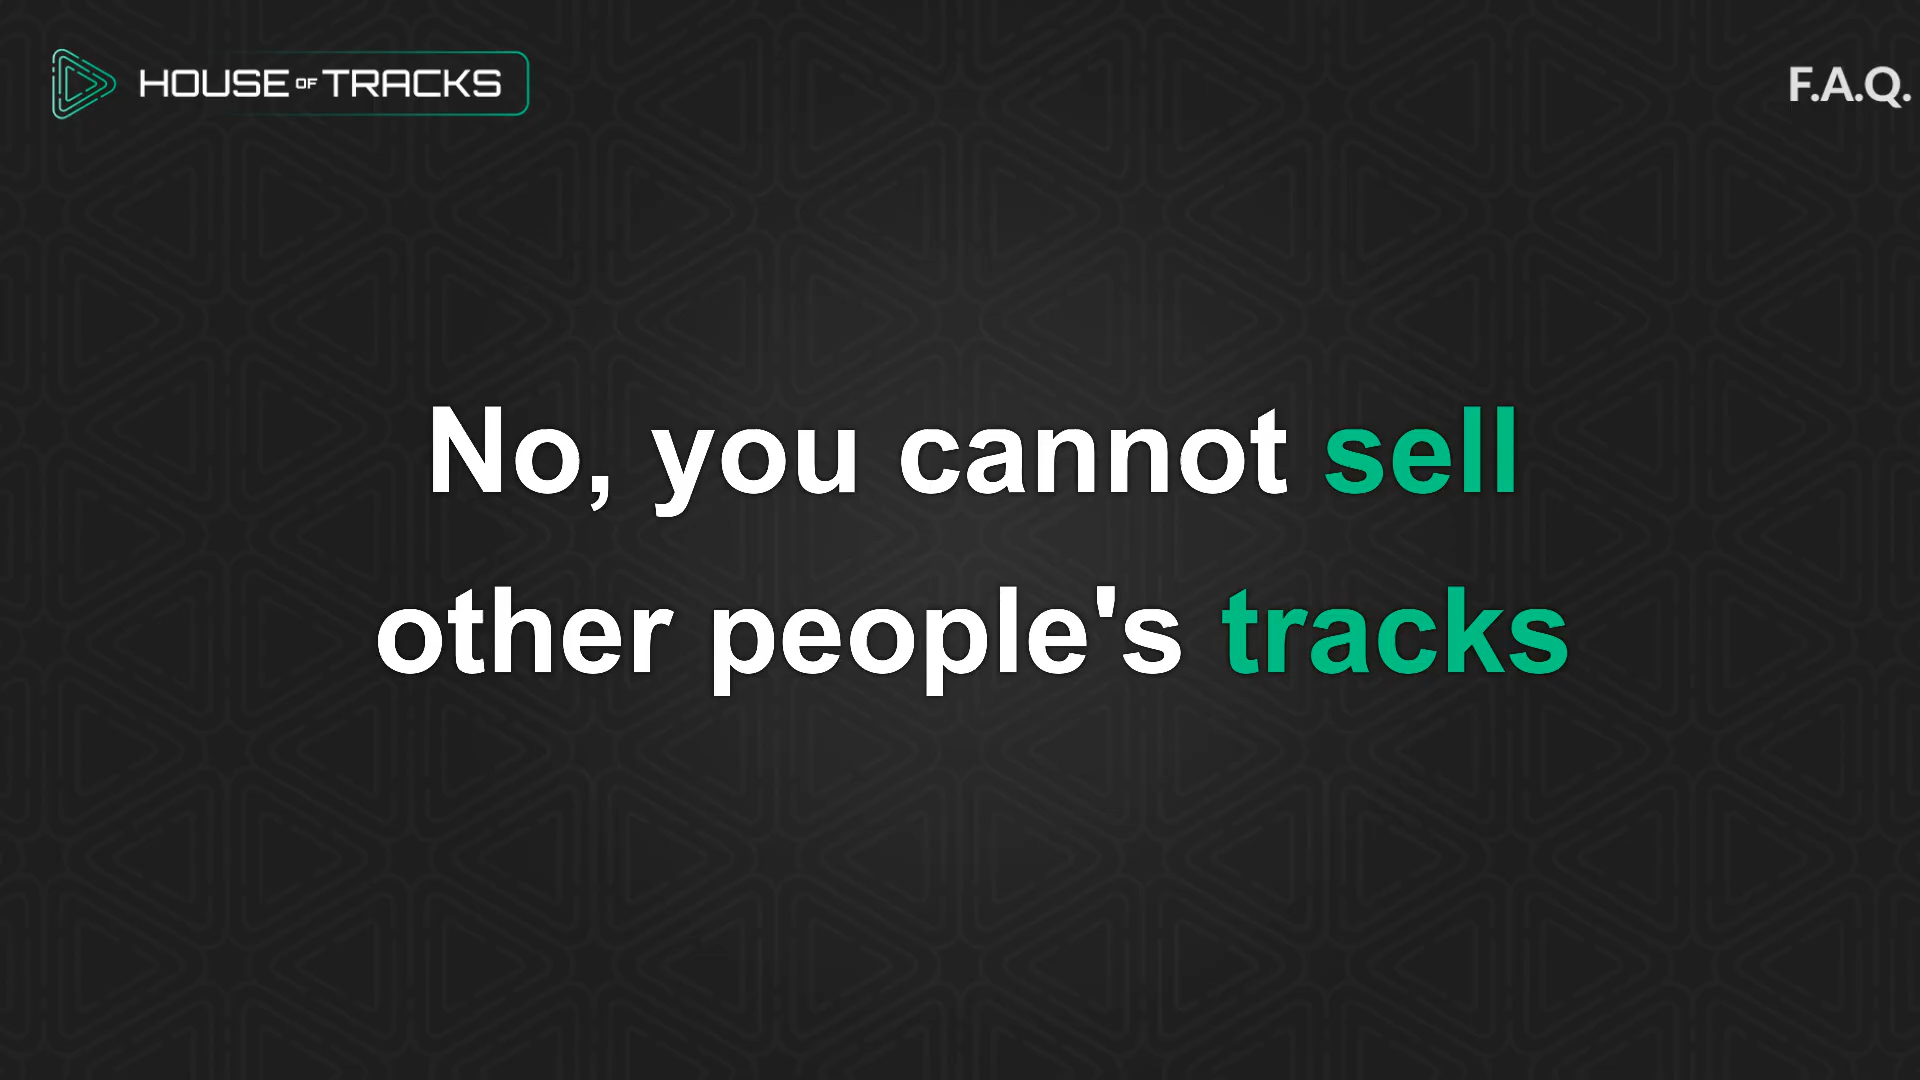 HOUSE OF TRACKS
F.A.Q.
No, you cannot sell
other people's tracks